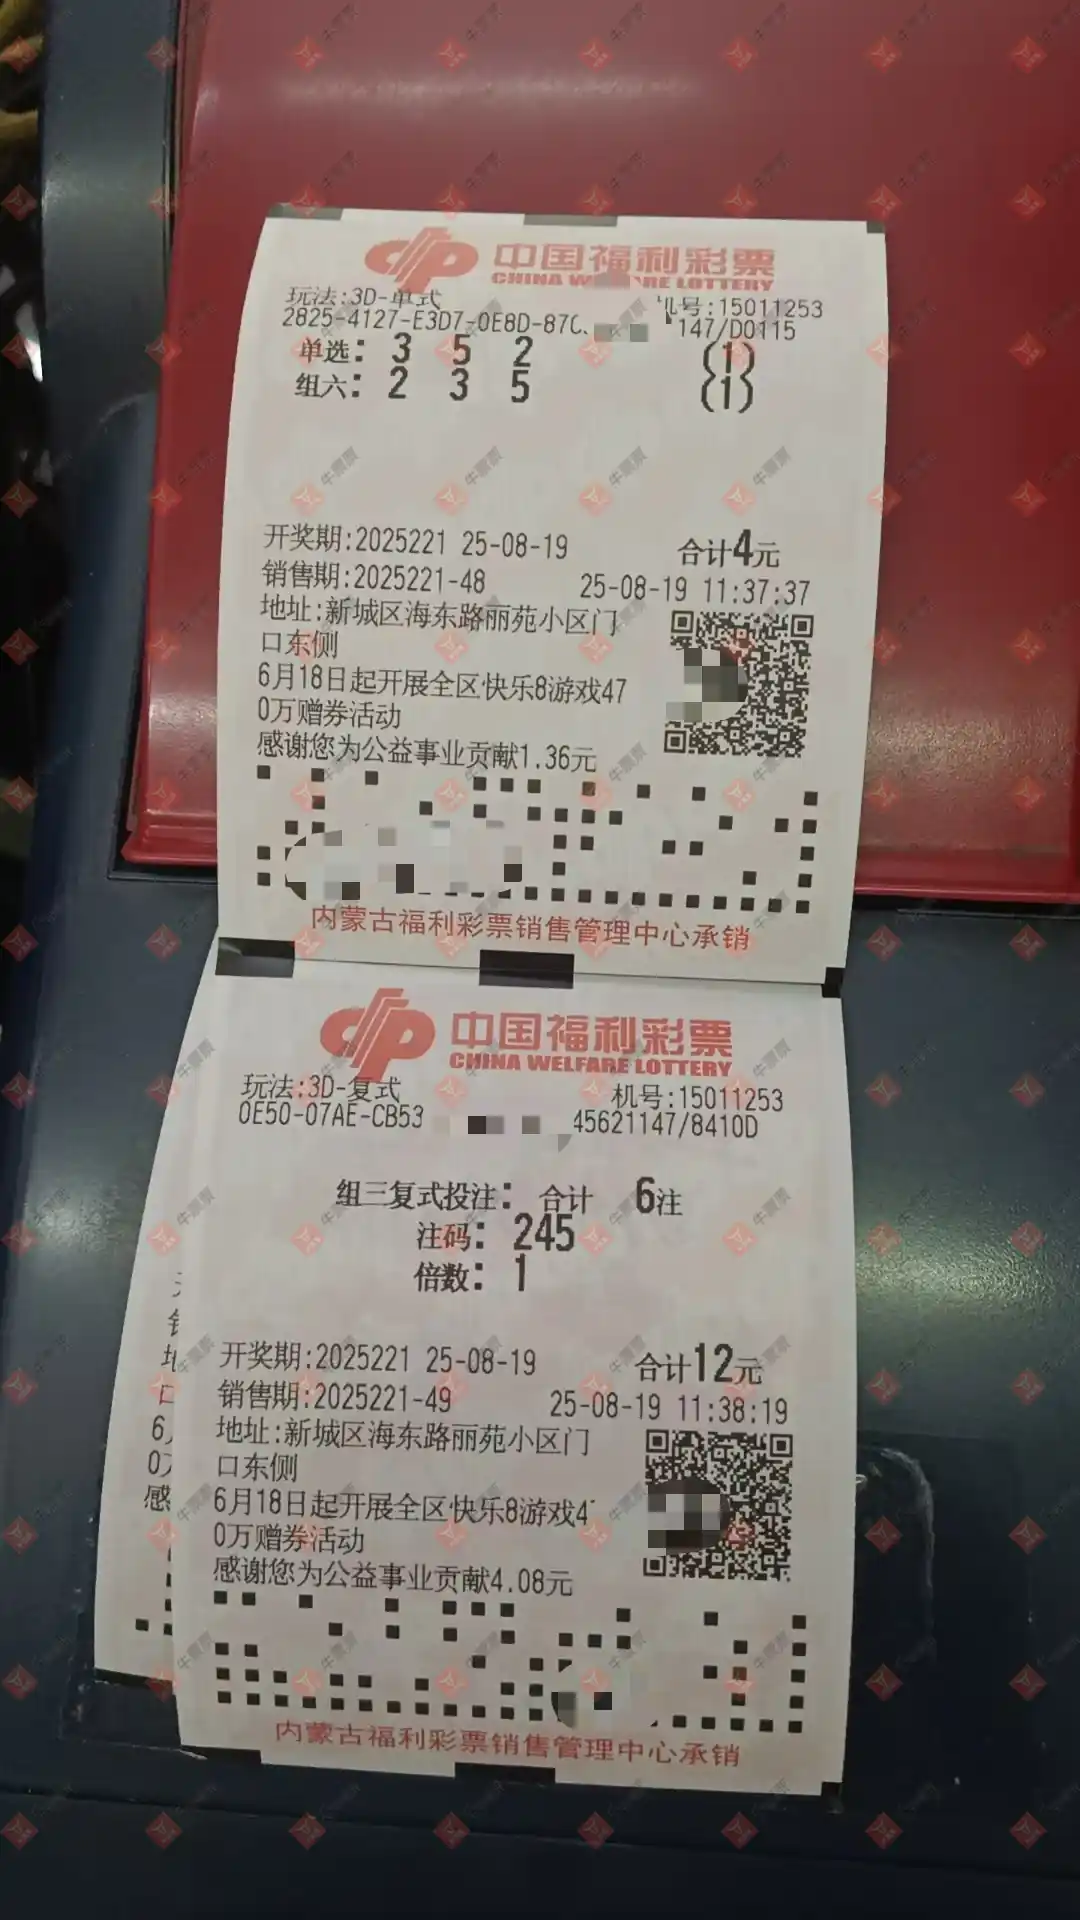 中国福利彩票
CHINA WELFARE LOTTERY
玩法:3D-单式 机号:15011253
2825-4127-E3D7-0E8D-87C 147/D0115
单选: 3 5 2 (1)
组六: 2 3 5 (1)
开奖期:2025221 25-08-19 合计4元
销售期:2025221-48 25-08-19 11:37:37
地址:新城区海东路丽苑小区门
口东侧
6月18日起开展全区快乐8游戏47
0万赠券活动
感谢您为公益事业贡献1.36元
内蒙古福利彩票销售管理中心承销
中国福利彩票
CHINA WELFARE LOTTERY
玩法:3D-复式 机号:15011253
0E50-07AE-CB53 45621147/8410D
组三复式投注: 合计 6注
注码: 245
倍数: 1
开奖期:2025221 25-08-19 合计12元
销售期:2025221-49 25-08-19 11:38:19
地址:新城区海东路丽苑小区门
口东侧
6月18日起开展全区快乐8游戏4
0万赠券活动
感谢您为公益事业贡献4.08元
内蒙古福利彩票销售管理中心承销
销
地
口
6月
0万
感
牛票票